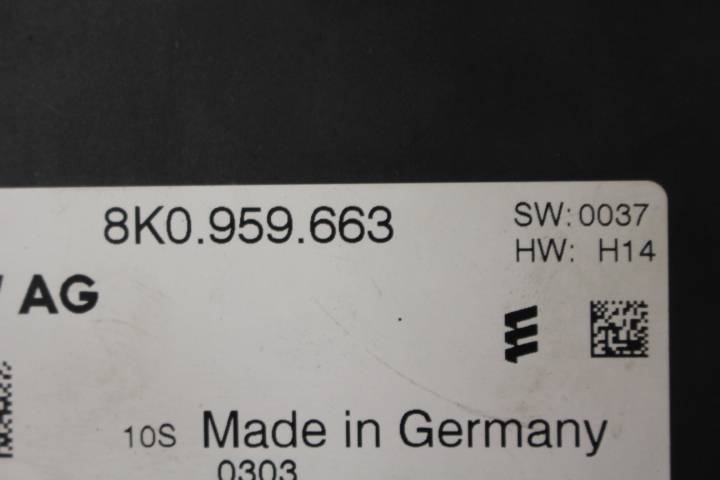 8K0.959.663
SW: 0037
HW: H14
AG
10S Made in Germany
0303